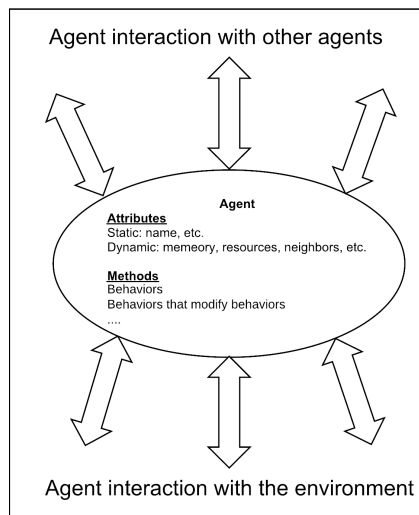 Agent interaction with other agents
Agent
Attributes
Static: name, etc.
Dynamic: memeory, resources, neighbors, etc.
Methods
Behaviors
Behaviors that modify behaviors
....
Agent interaction with the environment